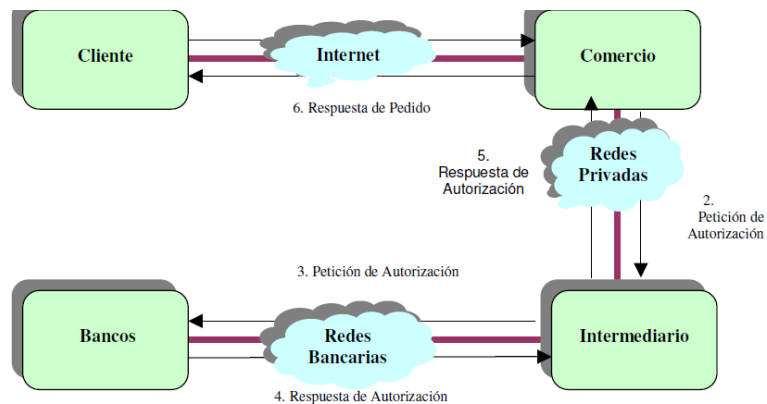 Cliente
Internet
Comercio
6. Respuesta de Pedido
5.
Respuesta de
Autorización
Redes
Privadas
2.
Petición de
Autorización
3. Petición de Autorización
Bancos
Redes
Bancarias
Intermediario
4. Respuesta de Autorización